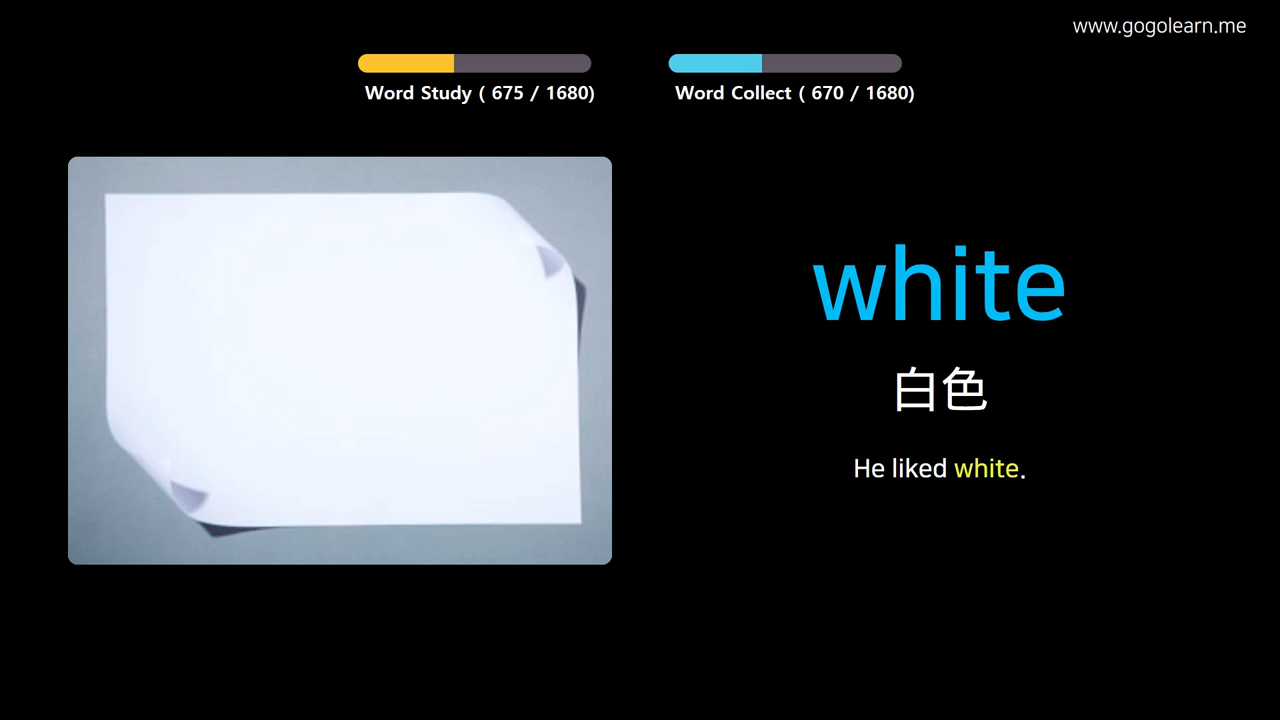 www.gogolearn.me
Word Study ( 675 / 1680)
Word Collect ( 670 / 1680)
white
白色
He liked white.